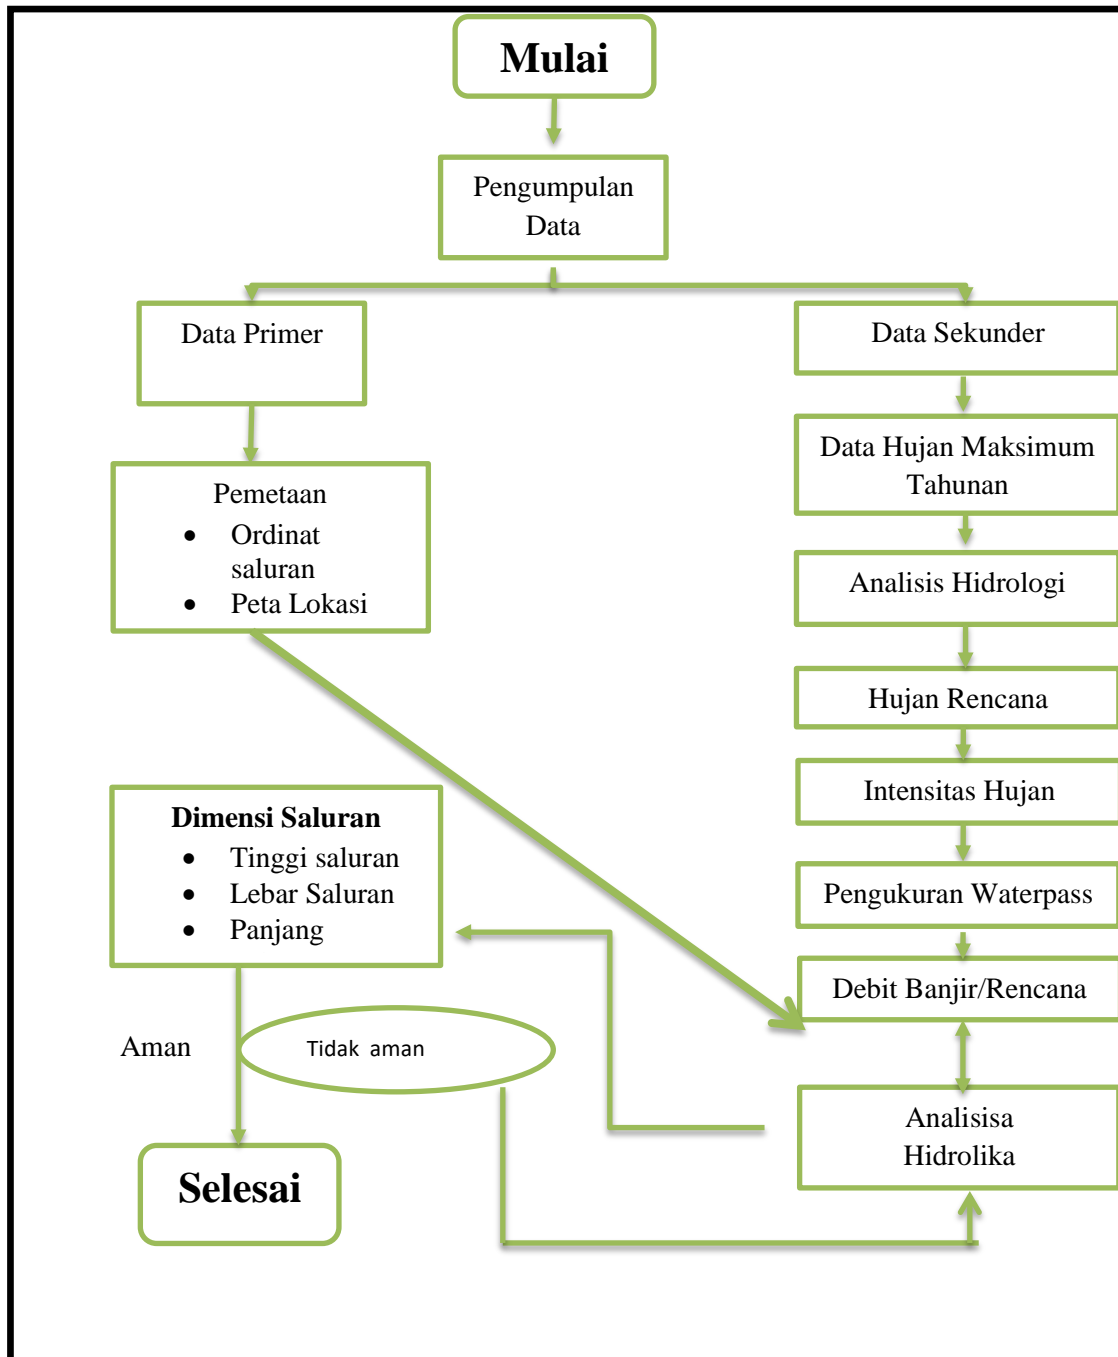 Mulai
Pengumpulan
Data
Data Primer
Data Sekunder
Pemetaan
• Ordinat
saluran
• Peta Lokasi
Data Hujan Maksimum
Tahunan
Analisis Hidrologi
Hujan Rencana
Intensitas Hujan
Pengukuran Waterpass
Debit Banjir/Rencana
Analisisa
Hidrolika
Dimensi Saluran
• Tinggi saluran
• Lebar Saluran
• Panjang
Aman
Tidak aman
Selesai